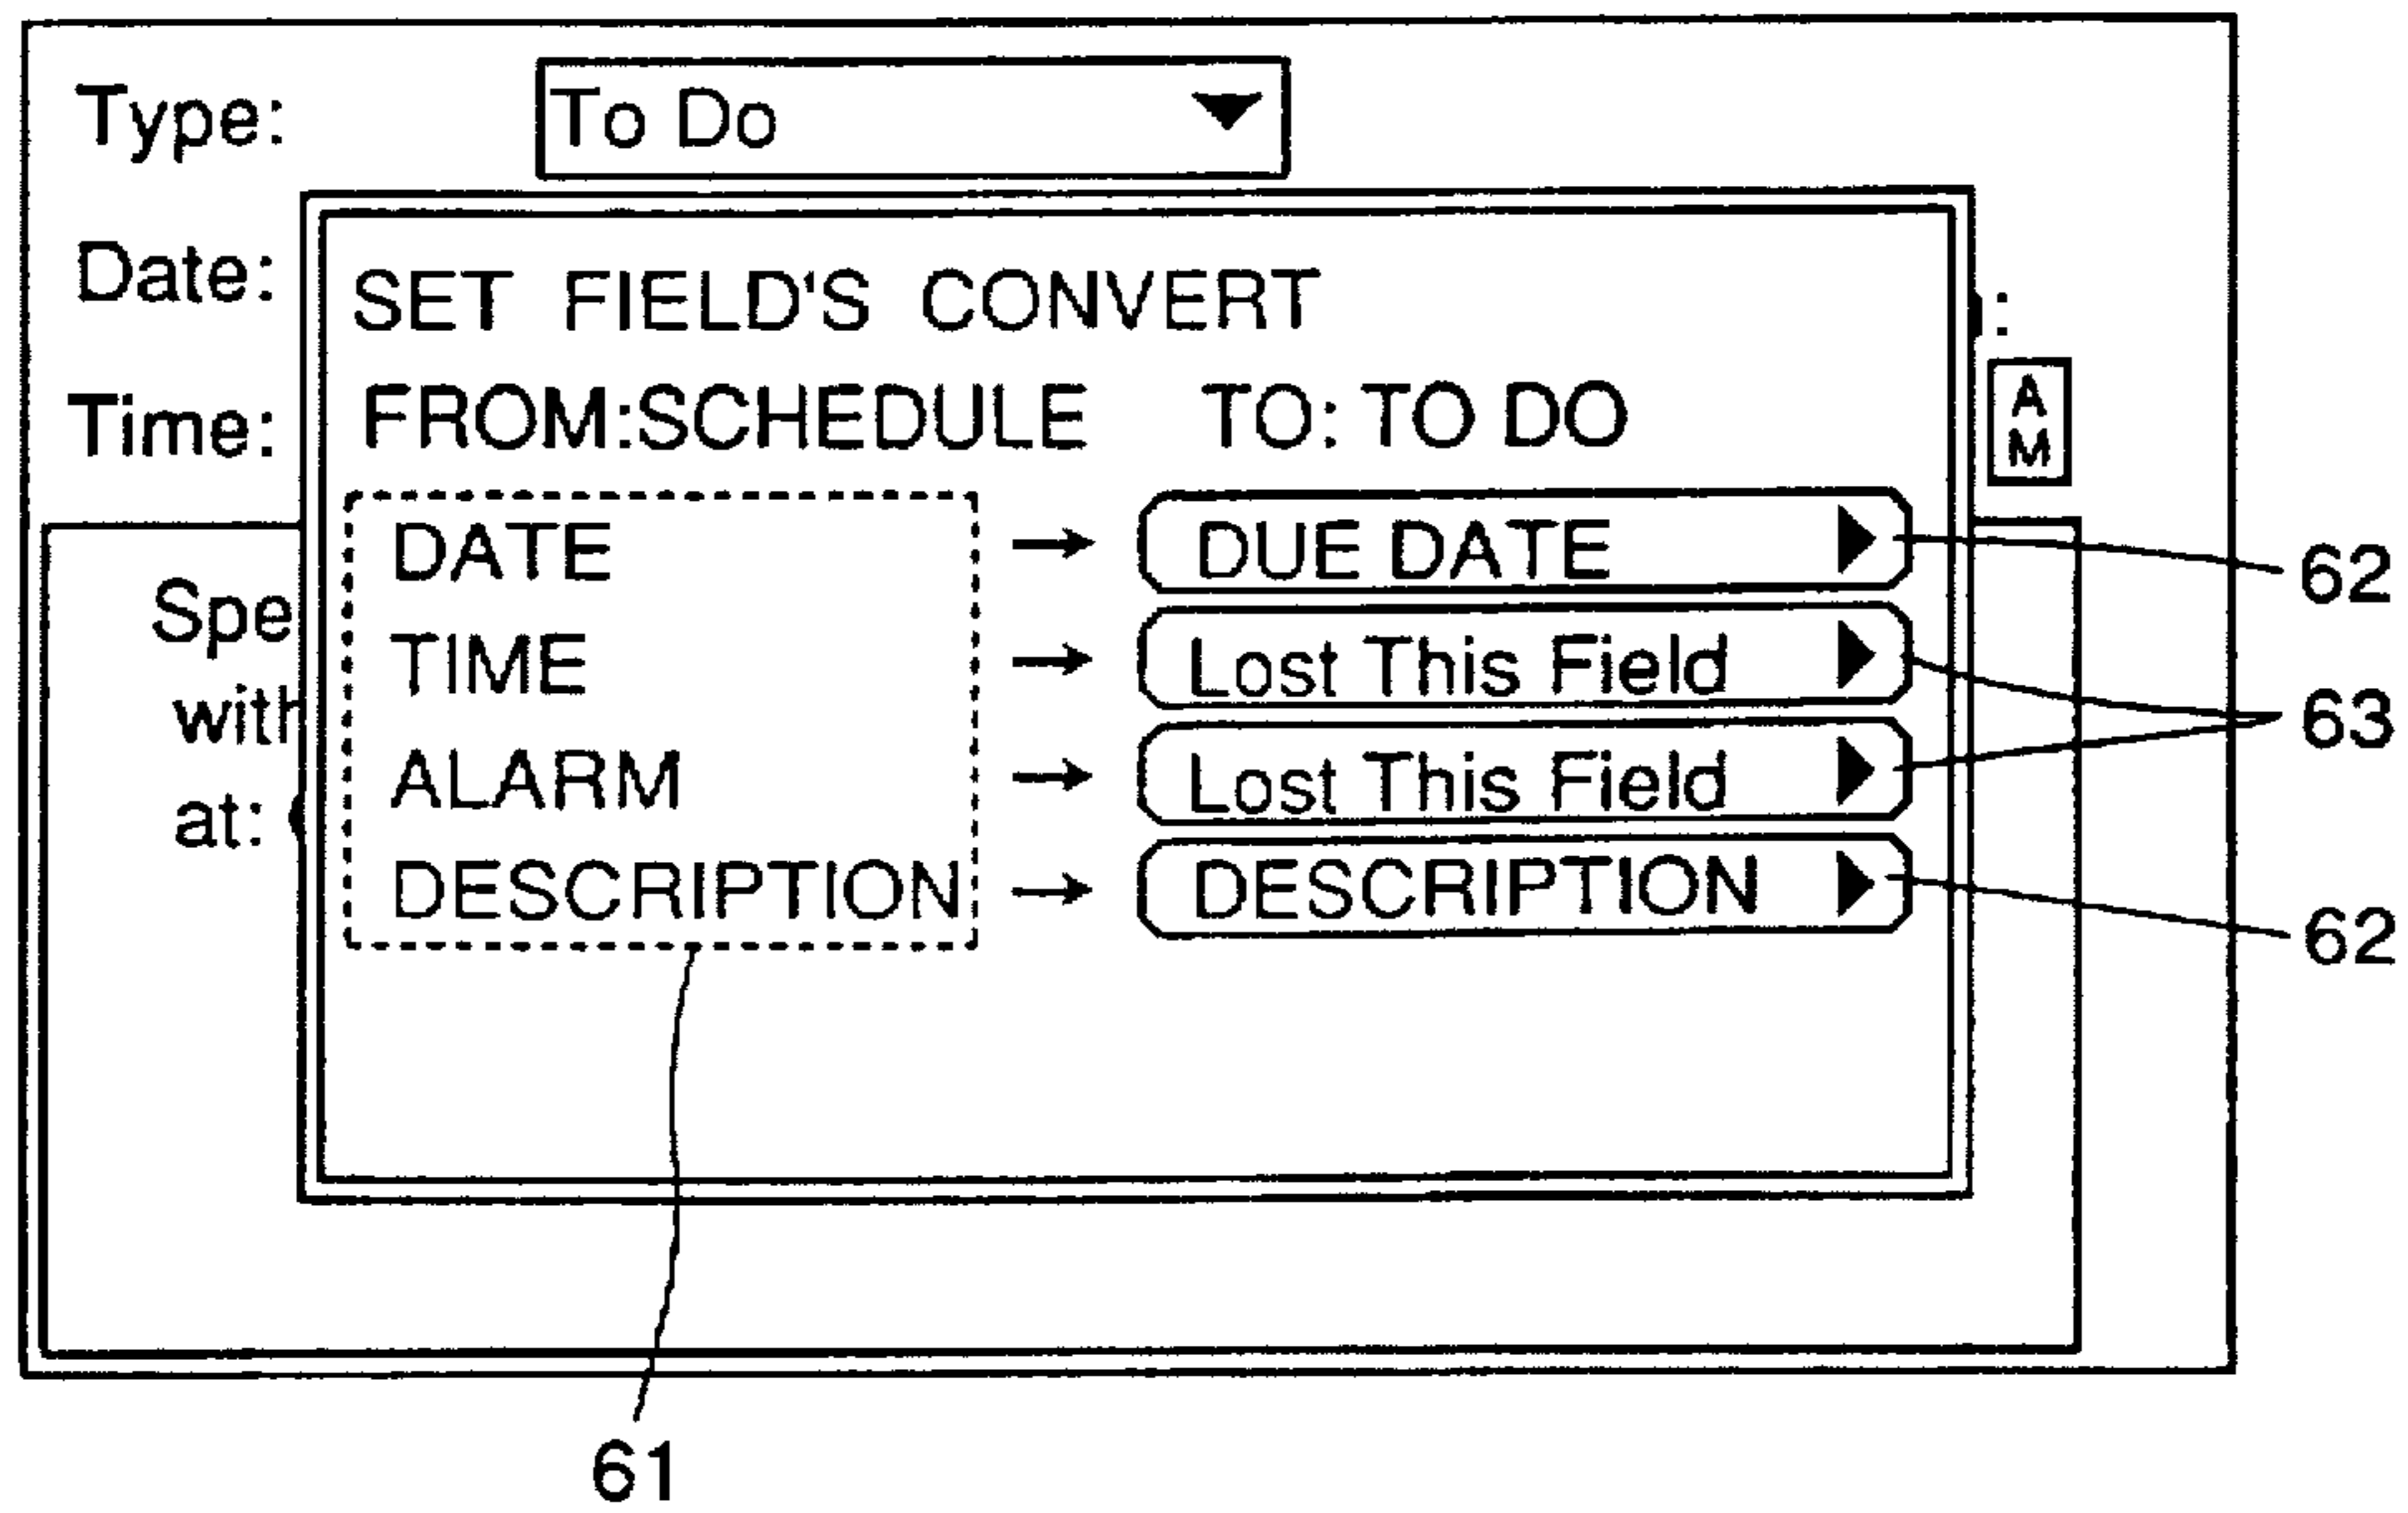 Type: To Do
Date: :
Time: A M
SET FIELD'S CONVERT
FROM:SCHEDULE TO: TO DO
DATE → DUE DATE 62
TIME → Lost This Field
63
ALARM → Lost This Field
DESCRIPTION → DESCRIPTION 62
Spe
with
at:
61